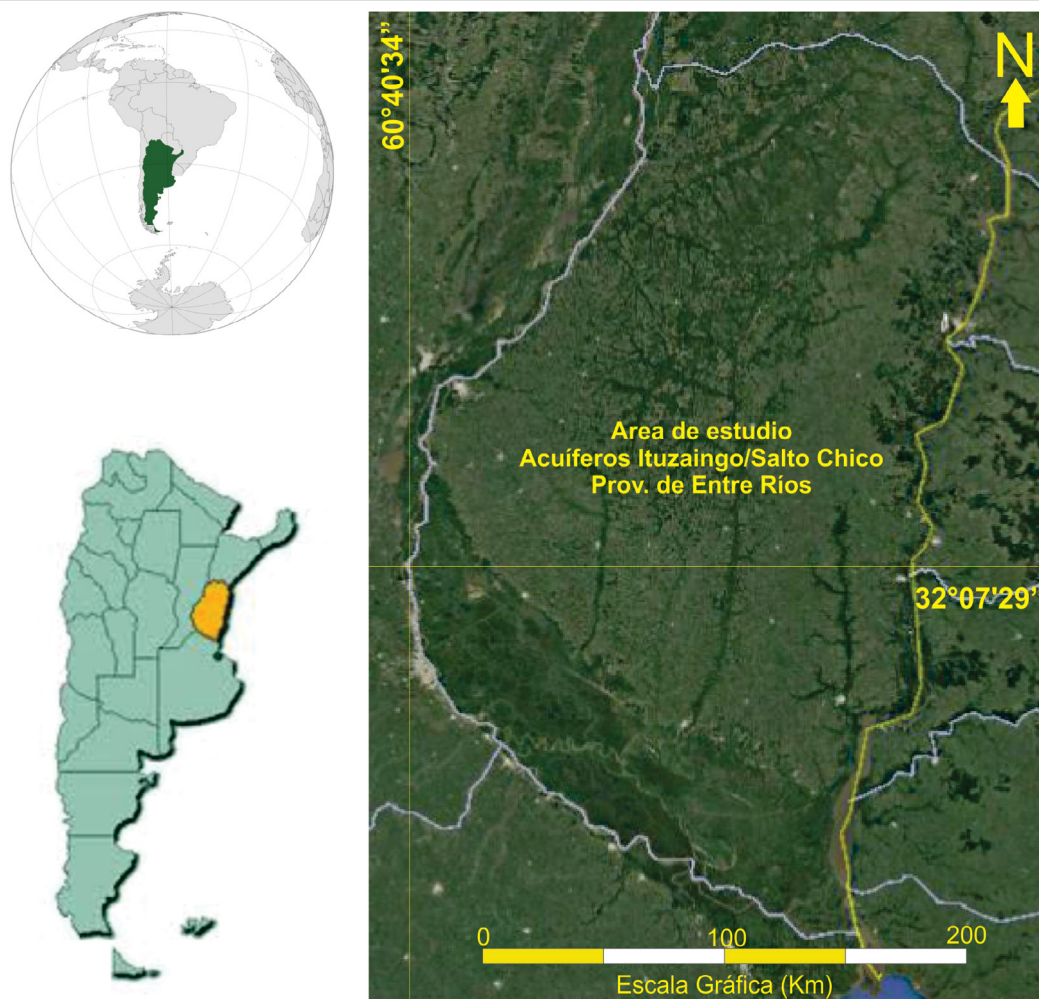 60°40'34”
N
Area de estudio
Acuíferos Ituzaingo/Salto Chico
Prov. de Entre Ríos
32°07'29'
0 100 200
Escala Gráfica (Km)